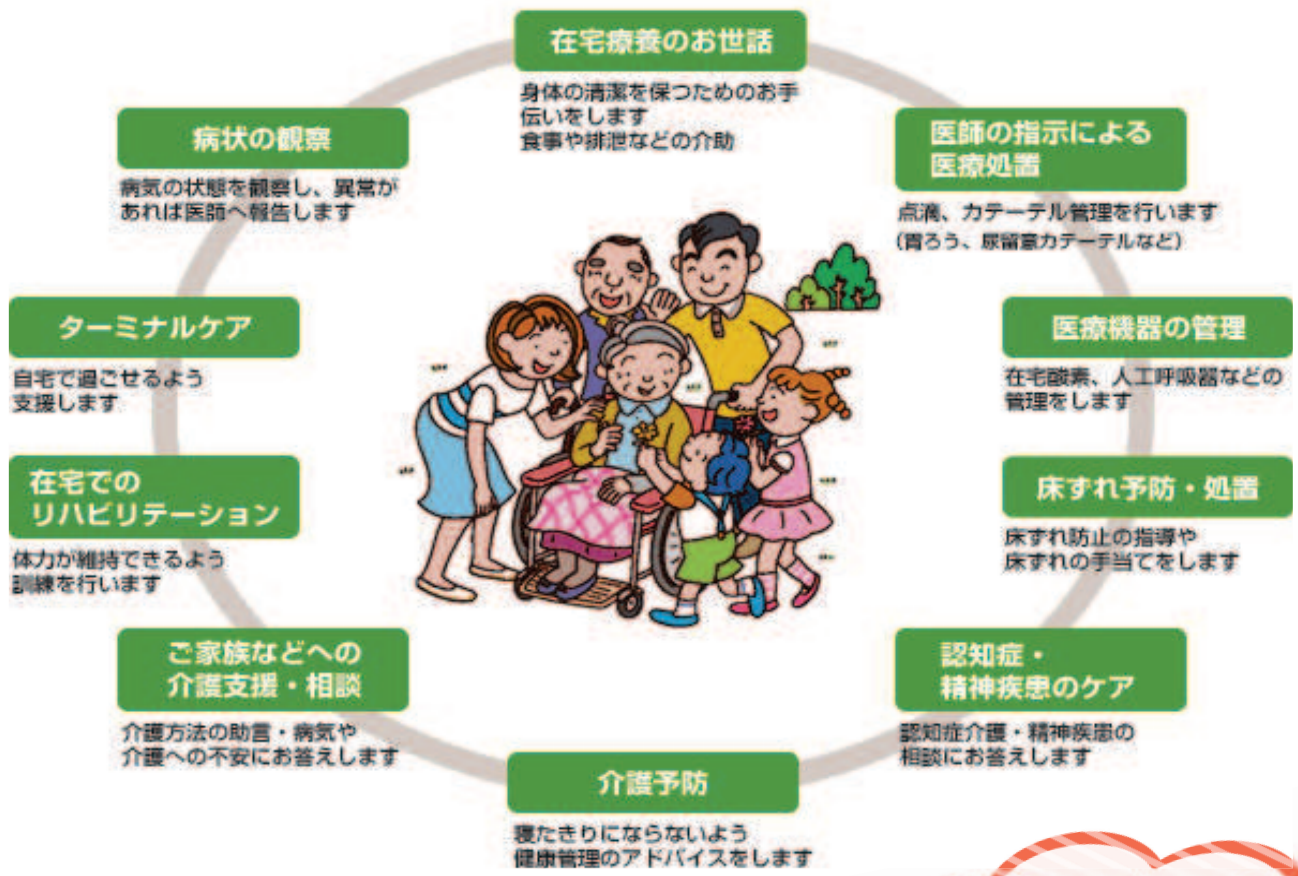 在宅療養のお世話
身体の清潔を保つためのお手
伝いをします
食事や排泄などの介助
医師の指示による
医療処置
点滴、カテーテル管理を行います
(胃ろう、尿留意カテーテルなど)
医療機器の管理
在宅酸素、人工呼吸器などの
管理をします
床ずれ予防・処置
床ずれ防止の指導や
床ずれの手当てをします
認知症・
精神疾患のケア
認知症介護・精神疾患の
相談にお答えします
介護予防
寝たきりにならないよう
健康管理のアドバイスをします
ご家族などへの
介護支援・相談
介護方法の助言・病気や
介護への不安にお答えします
在宅での
リハビリテーション
体力が維持できるよう
訓練を行います
ターミナルケア
自宅で過ごせるよう
支援します
病状の観察
病気の状態を観察し、異常が
あれば医師へ報告します